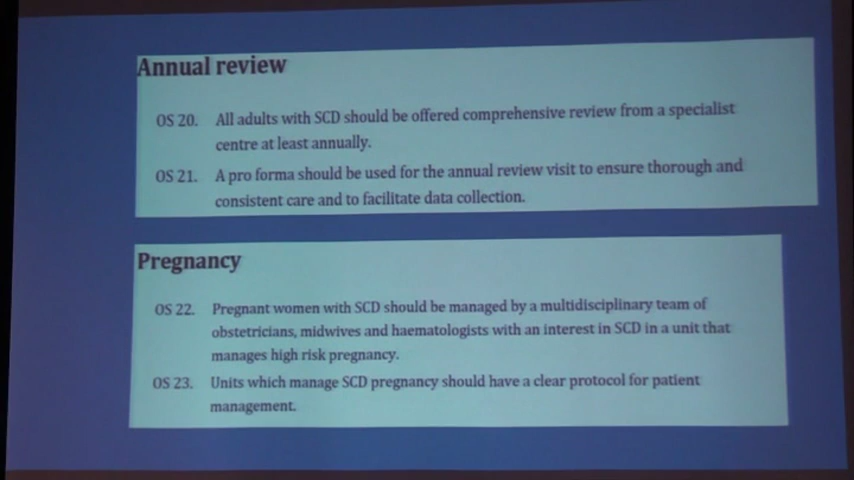 Annual review
OS 20. All adults with SCD should be offered comprehensive review from a specialist
centre at least annually.
OS 21. A pro forma should be used for the annual review visit to ensure thorough and
consistent care and to facilitate data collection.
Pregnancy
OS 22. Pregnant women with SCD should be managed by a multidisciplinary team of
obstetricians, midwives and haematologists with an interest in SCD in a unit that
manages high risk pregnancy.
OS 23. Units which manage SCD pregnancy should have a clear protocol for patient
management.